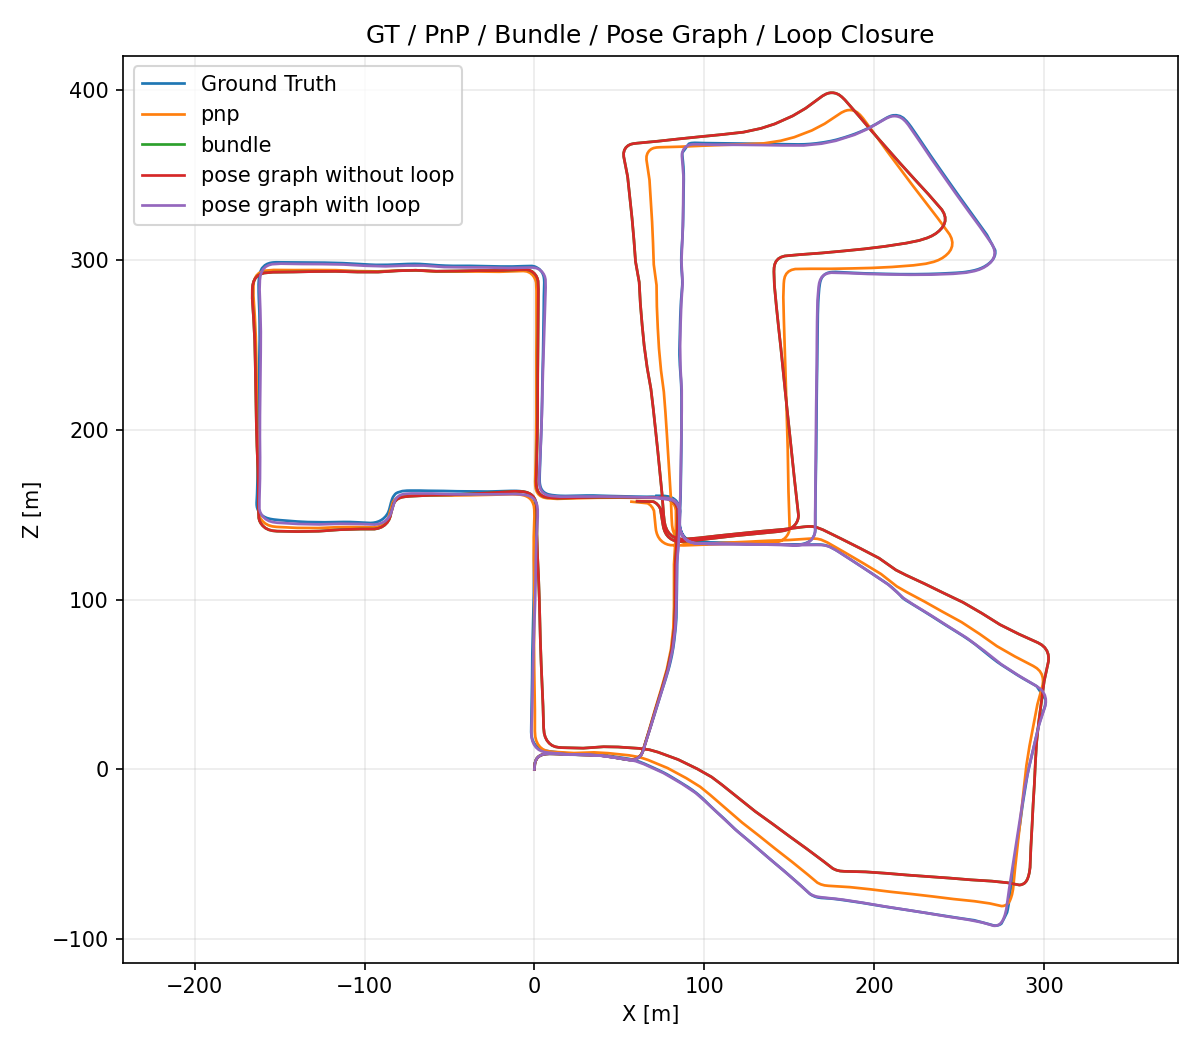 GT / PnP / Bundle / Pose Graph / Loop Closure
Ground Truth
pnp
bundle
pose graph without loop
pose graph with loop
400
300
200
100
0
−100
Z [m]
−200
−100
0
100
200
300
X [m]